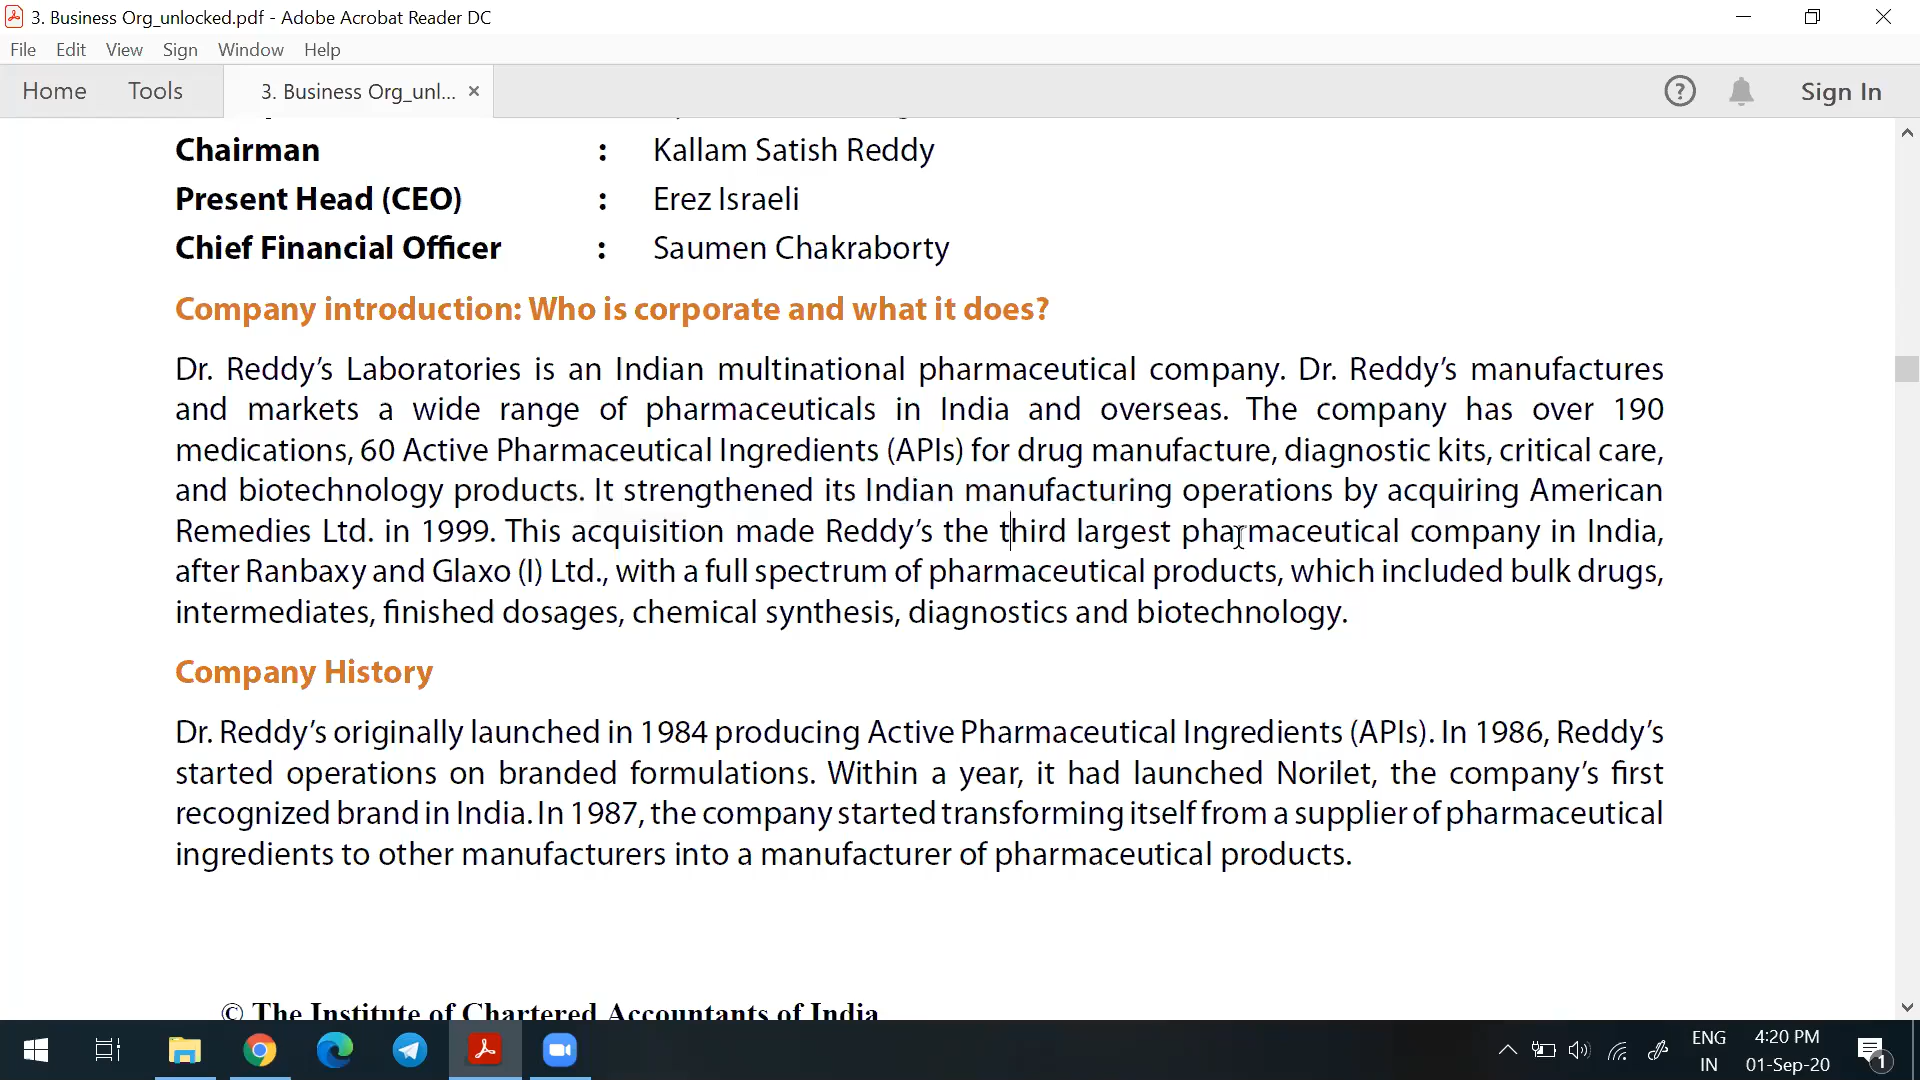 3. Business Org_unlocked.pdf - Adobe Acrobat Reader DC
File Edit View Sign Window Help
Home Tools 3. Business Org_unl... × ? Sign In
Chairman : Kallam Satish Reddy
Present Head (CEO) : Erez Israeli
Chief Financial Officer : Saumen Chakraborty
Company introduction: Who is corporate and what it does?
Dr. Reddy’s Laboratories is an Indian multinational pharmaceutical company. Dr. Reddy’s manufactures
and markets a wide range of pharmaceuticals in India and overseas. The company has over 190
medications, 60 Active Pharmaceutical Ingredients (APIs) for drug manufacture, diagnostic kits, critical care,
and biotechnology products. It strengthened its Indian manufacturing operations by acquiring American
Remedies Ltd. in 1999. This acquisition made Reddy’s the third largest pharmaceutical company in India,
after Ranbaxy and Glaxo (I) Ltd., with a full spectrum of pharmaceutical products, which included bulk drugs,
intermediates, finished dosages, chemical synthesis, diagnostics and biotechnology.
Company History
Dr. Reddy’s originally launched in 1984 producing Active Pharmaceutical Ingredients (APIs). In 1986, Reddy’s
started operations on branded formulations. Within a year, it had launched Norilet, the company’s first
recognized brand in India. In 1987, the company started transforming itself from a supplier of pharmaceutical
ingredients to other manufacturers into a manufacturer of pharmaceutical products.
© The Institute of Chartered Accountants of India
ENG 4:20 PM
IN 01-Sep-20 1